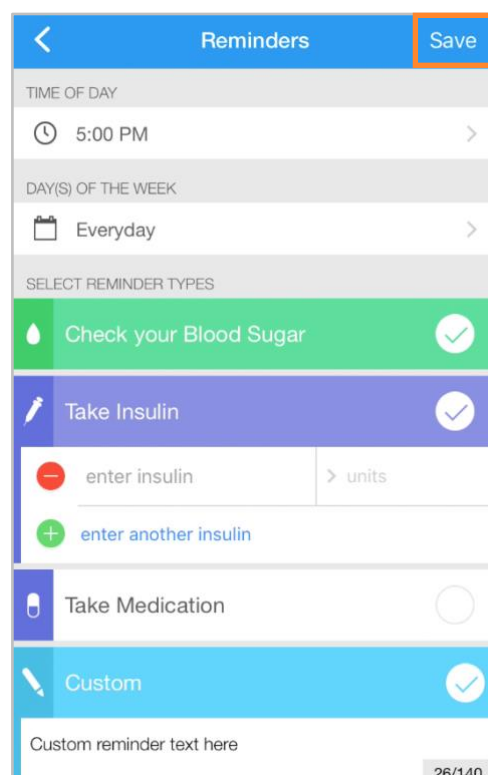 Reminders Save
TIME OF DAY
5:00 PM
DAY(S) OF THE WEEK
Everyday
SELECT REMINDER TYPES
Check your Blood Sugar
Take Insulin
enter insulin > units
enter another insulin
Take Medication
Custom
Custom reminder text here
26/140